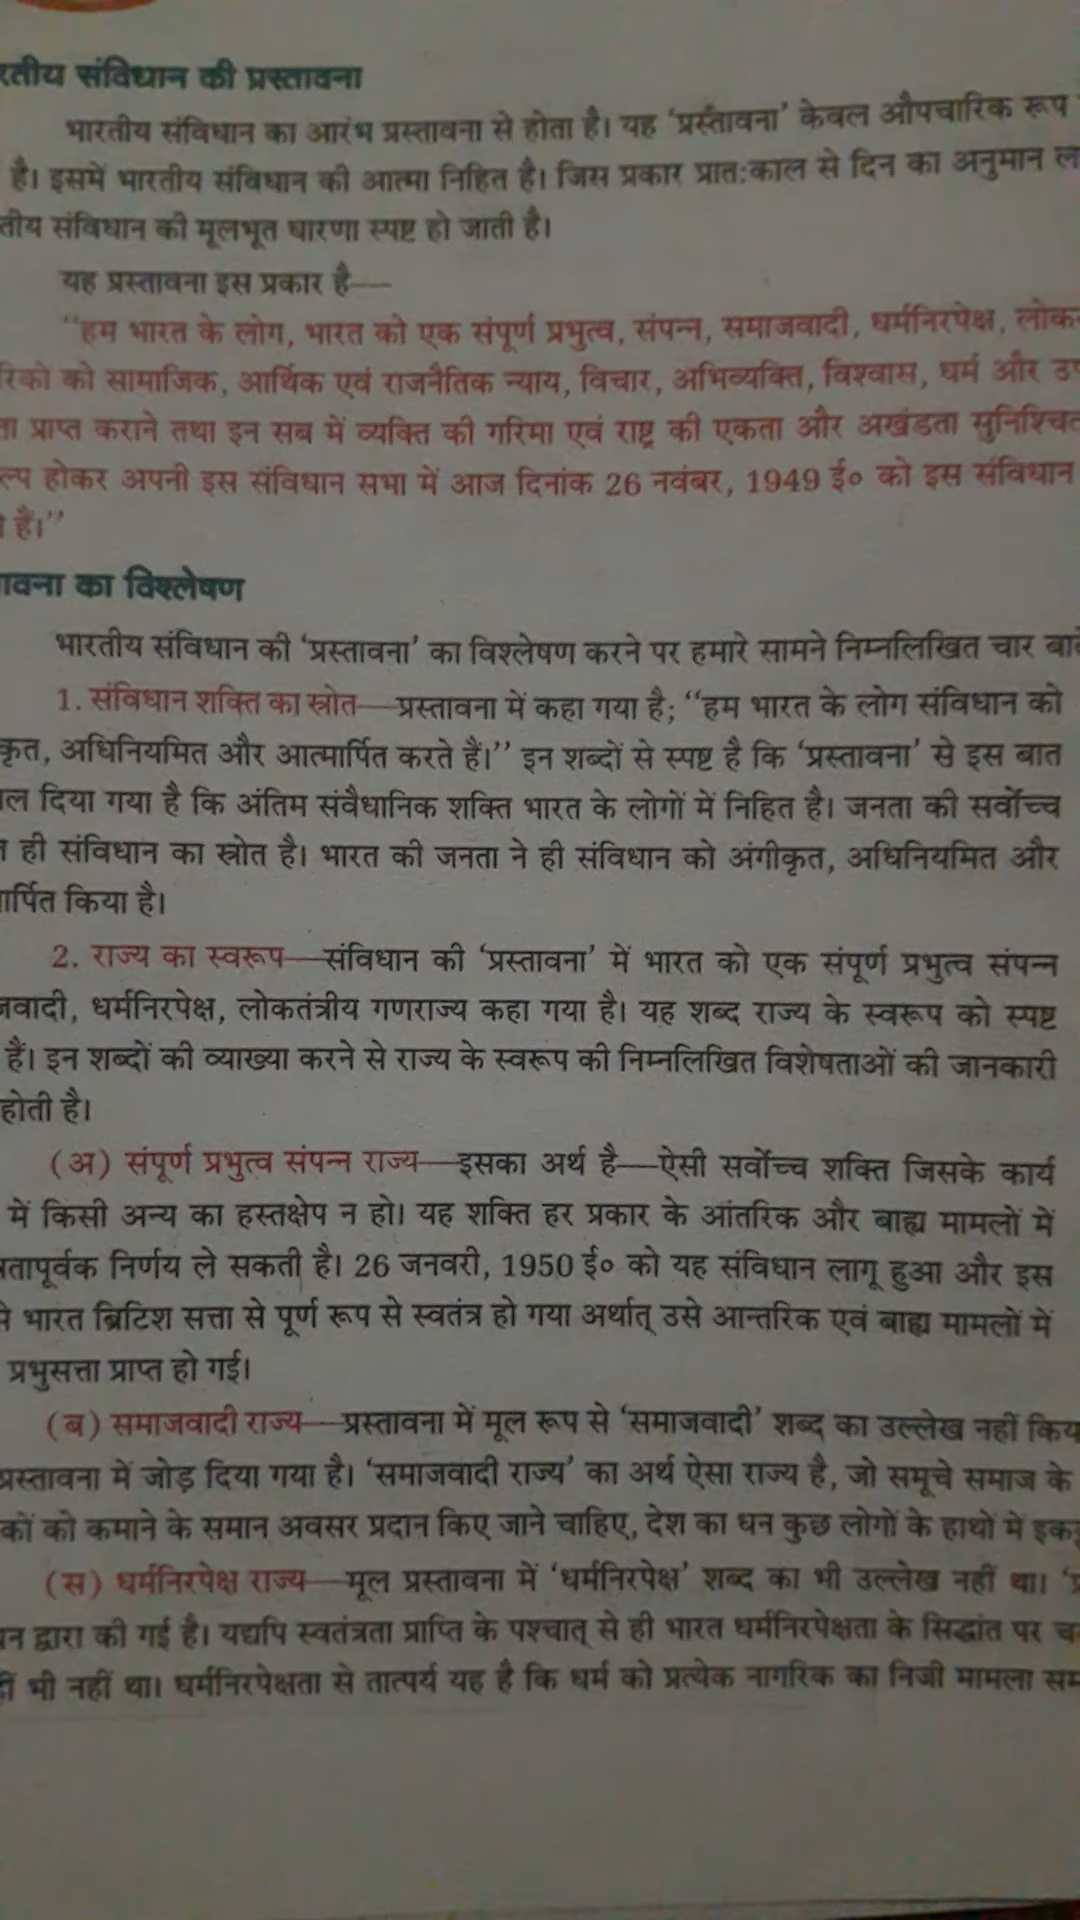 रतीय संविधान की प्रस्तावना
भारतीय संविधान का आरंभ प्रस्तावना से होता है। यह ‘प्रस्तावना’ केवल औपचारिक रूप
है। इसमें भारतीय संविधान की आत्मा निहित है। जिस प्रकार प्रात:काल से दिन का अनुमान ल
तीय संविधान की मूलभूत धारणा स्पष्ट हो जाती है।
यह प्रस्तावना इस प्रकार है—
“हम भारत के लोग, भारत को एक संपूर्ण प्रभुत्व, संपन्न, समाजवादी, धर्मनिरपेक्ष, लोक
रिकों को सामाजिक, आर्थिक एवं राजनैतिक न्याय, विचार, अभिव्यक्ति, विश्वास, धर्म और उप
ता प्राप्त कराने तथा इन सब में व्यक्ति की गरिमा एवं राष्ट्र की एकता और अखंडता सुनिश्चित
ल्प होकर अपनी इस संविधान सभा में आज दिनांक 26 नवंबर, 1949 ई० को इस संविधान
हैं।”
ावना का विश्लेषण
भारतीय संविधान की ‘प्रस्तावना’ का विश्लेषण करने पर हमारे सामने निम्नलिखित चार बातें
1. संविधान शक्ति का स्रोत—प्रस्तावना में कहा गया है; “हम भारत के लोग संविधान को
कृत, अधिनियमित और आत्मार्पित करते हैं।” इन शब्दों से स्पष्ट है कि ‘प्रस्तावना’ से इस बात
ल दिया गया है कि अंतिम संवैधानिक शक्ति भारत के लोगों में निहित है। जनता की सर्वोच्च
ही संविधान का स्रोत है। भारत की जनता ने ही संविधान को अंगीकृत, अधिनियमित और
ार्पित किया है।
2. राज्य का स्वरूप—संविधान की ‘प्रस्तावना’ में भारत को एक संपूर्ण प्रभुत्व संपन्न
जवादी, धर्मनिरपेक्ष, लोकतंत्रीय गणराज्य कहा गया है। यह शब्द राज्य के स्वरूप को स्पष्ट
हैं। इन शब्दों की व्याख्या करने से राज्य के स्वरूप की निम्नलिखित विशेषताओं की जानकारी
होती है।
(अ) संपूर्ण प्रभुत्व संपन्न राज्य—इसका अर्थ है—ऐसी सर्वोच्च शक्ति जिसके कार्य
में किसी अन्य का हस्तक्षेप न हो। यह शक्ति हर प्रकार के आंतरिक और बाह्य मामलों में
त्रतापूर्वक निर्णय ले सकती है। 26 जनवरी, 1950 ई० को यह संविधान लागू हुआ और इस
से भारत ब्रिटिश सत्ता से पूर्ण रूप से स्वतंत्र हो गया अर्थात् उसे आन्तरिक एवं बाह्य मामलों में
प्रभुसत्ता प्राप्त हो गई।
(ब) समाजवादी राज्य—प्रस्तावना में मूल रूप से ‘समाजवादी’ शब्द का उल्लेख नहीं किय
प्रस्तावना में जोड़ दिया गया है। ‘समाजवादी राज्य’ का अर्थ ऐसा राज्य है, जो समूचे समाज के
कों को कमाने के समान अवसर प्रदान किए जाने चाहिए, देश का धन कुछ लोगों के हाथों में इक
(स) धर्मनिरपेक्ष राज्य—मूल प्रस्तावना में ‘धर्मनिरपेक्ष’ शब्द का भी उल्लेख नहीं था।
न द्वारा की गई है। यद्यपि स्वतंत्रता प्राप्ति के पश्चात् से ही भारत धर्मनिरपेक्षता के सिद्धांत पर च
भी नहीं था। धर्मनिरपेक्षता से तात्पर्य यह है कि धर्म को प्रत्येक नागरिक का निजी मामला सम